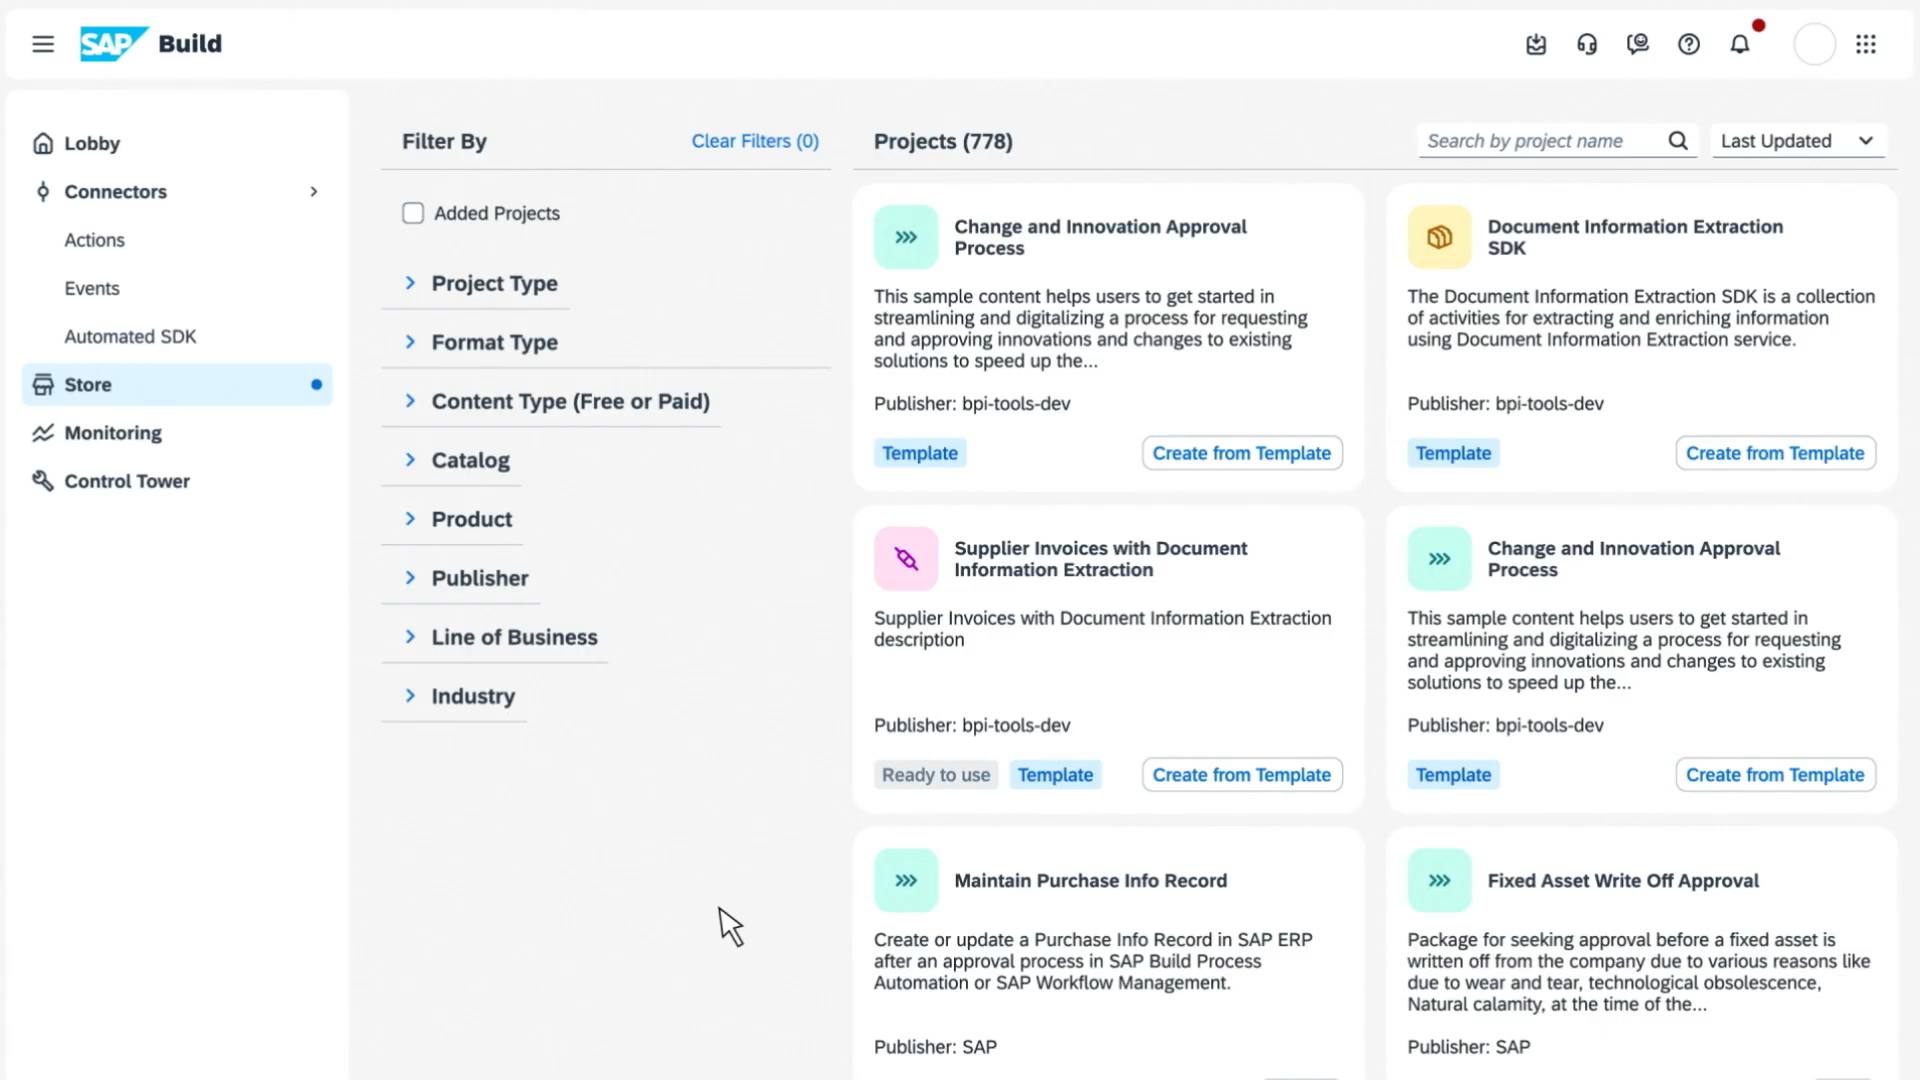 SAP Build
Lobby
Connectors
Actions
Events
Automated SDK
Store
Monitoring
Control Tower
Filter By
Clear Filters (0)
Added Projects
Project Type
Format Type
Content Type (Free or Paid)
Catalog
Product
Publisher
Line of Business
Industry
Projects (778)
Search by project name
Last Updated
Change and Innovation Approval
Process
This sample content helps users to get started in
streamlining and digitalizing a process for requesting
and approving innovations and changes to existing
solutions to speed up the...
Publisher: bpi-tools-dev
Template
Create from Template
Document Information Extraction
SDK
The Document Information Extraction SDK is a collection
of activities for extracting and enriching information
using Document Information Extraction service.
Publisher: bpi-tools-dev
Template
Create from Template
Supplier Invoices with Document
Information Extraction
Supplier Invoices with Document Information Extraction
description
Publisher: bpi-tools-dev
Ready to use
Template
Create from Template
Change and Innovation Approval
Process
This sample content helps users to get started in
streamlining and digitalizing a process for requesting
and approving innovations and changes to existing
solutions to speed up the...
Publisher: bpi-tools-dev
Template
Create from Template
Maintain Purchase Info Record
Create or update a Purchase Info Record in SAP ERP
after an approval process in SAP Build Process
Automation or SAP Workflow Management.
Publisher: SAP
Fixed Asset Write Off Approval
Package for seeking approval before a fixed asset is
written off from the company due to various reasons like
due to wear and tear, technological obsolescence,
Natural calamity, at the time of the...
Publisher: SAP